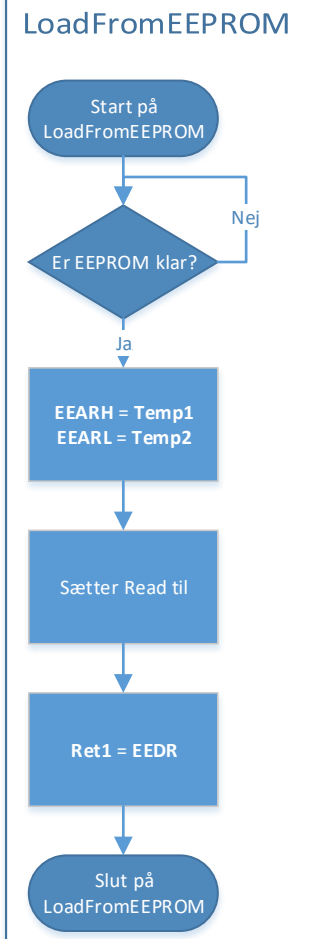 LoadFromEEPROM
Start på
LoadFromEEPROM
Nej
Er EEPROM klar?
Ja
EEARH = Temp1
EEARL = Temp2
Sætter Read til
Ret1 = EEDR
Slut på
LoadFromEEPROM